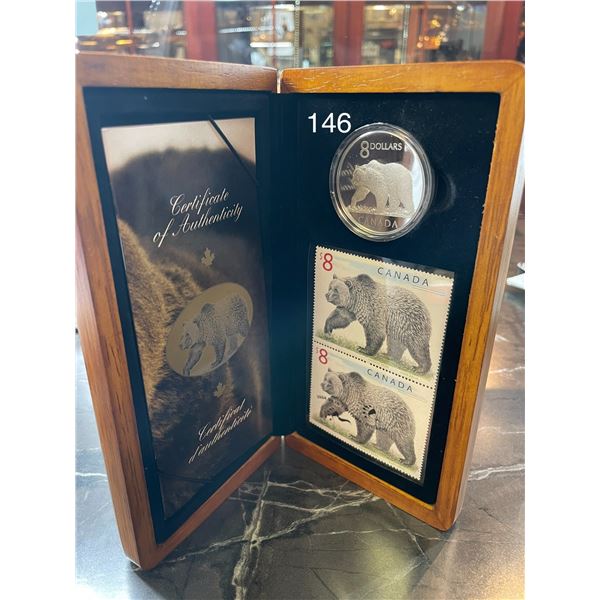 146
Certificate
of Authenticity
Certificat
d'authenticité
8 DOLLARS
CANADA
$8
CANADA
$8
CANADA